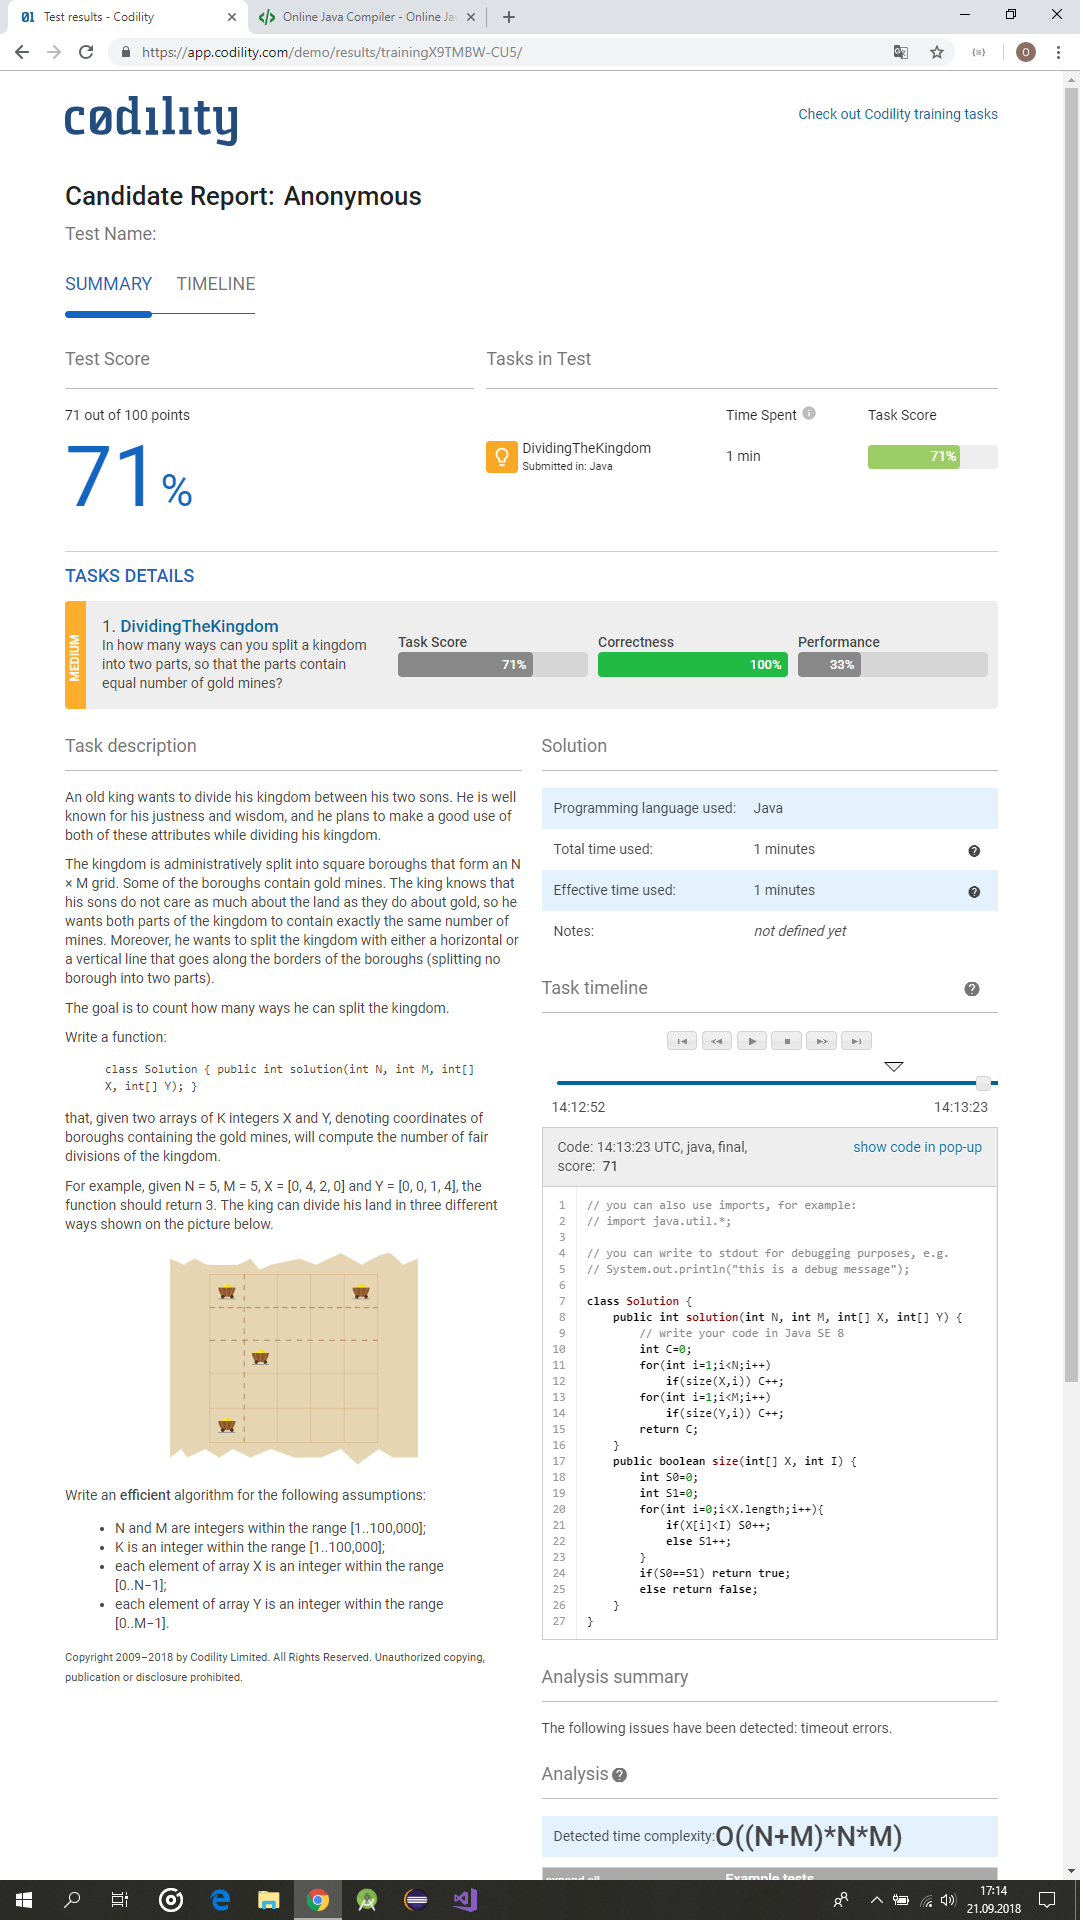 Test results - Codility
Online Java Compiler - Online Ja
https://app.codility.com/demo/results/trainingX9TMBW-CU5/
O
codility
Check out Codility training tasks
Candidate Report: Anonymous
Test Name:
SUMMARY TIMELINE
Test Score
Tasks in Test
71 out of 100 points
Time Spent
Task Score
71 %
DividingTheKingdom
Submitted in: Java
1 min
71%
TASKS DETAILS
MEDIUM
1. DividingTheKingdom
In how many ways can you split a kingdom
into two parts, so that the parts contain
equal number of gold mines?
Task Score
71%
Correctness
100%
Performance
33%
Task description
An old king wants to divide his kingdom between his two sons. He is well
known for his justness and wisdom, and he plans to make a good use of
both of these attributes while dividing his kingdom.
The kingdom is administratively split into square boroughs that form an N
× M grid. Some of the boroughs contain gold mines. The king knows that
his sons do not care as much about the land as they do about gold, so he
wants both parts of the kingdom to contain exactly the same number of
mines. Moreover, he wants to split the kingdom with either a horizontal or
a vertical line that goes along the borders of the boroughs (splitting no
borough into two parts).
The goal is to count how many ways he can split the kingdom.
Write a function:
class Solution { public int solution(int N, int M, int[]
X, int[] Y); }
that, given two arrays of K integers X and Y, denoting coordinates of
boroughs containing the gold mines, will compute the number of fair
divisions of the kingdom.
For example, given N = 5, M = 5, X = [0, 4, 2, 0] and Y = [0, 0, 1, 4], the
function should return 3. The king can divide his land in three different
ways shown on the picture below.
Write an efficient algorithm for the following assumptions:
• N and M are integers within the range [1..100,000];
• K is an integer within the range [1..100,000];
• each element of array X is an integer within the range
[0..N−1];
• each element of array Y is an integer within the range
[0..M−1].
Copyright 2009–2018 by Codility Limited. All Rights Reserved. Unauthorized copying,
publication or disclosure prohibited.
Solution
Programming language used: Java
Total time used: 1 minutes
Effective time used: 1 minutes
Notes: not defined yet
Task timeline
14:12:52
14:13:23
Code: 14:13:23 UTC, java, final,
score: 71
show code in pop-up
1 // you can also use imports, for example:
2 // import java.util.*;
3
4 // you can write to stdout for debugging purposes, e.g.
5 // System.out.println("this is a debug message");
6
7 class Solution {
8 public int solution(int N, int M, int[] X, int[] Y) {
9 // write your code in Java SE 8
10 int C=0;
11 for(int i=1;i<N;i++)
12 if(size(X,i)) C++;
13 for(int i=1;i<M;i++)
14 if(size(Y,i)) C++;
15 return C;
16 }
17 public boolean size(int[] X, int I) {
18 int S0=0;
19 int S1=0;
20 for(int i=0;i<X.length;i++){
21 if(X[i]<I) S0++;
22 else S1++;
23 }
24 if(S0==S1) return true;
25 else return false;
26 }
27 }
Analysis summary
The following issues have been detected: timeout errors.
Analysis
Detected time complexity: O((N+M)*N*M)
expand all
Example tests
17:14
21.09.2018